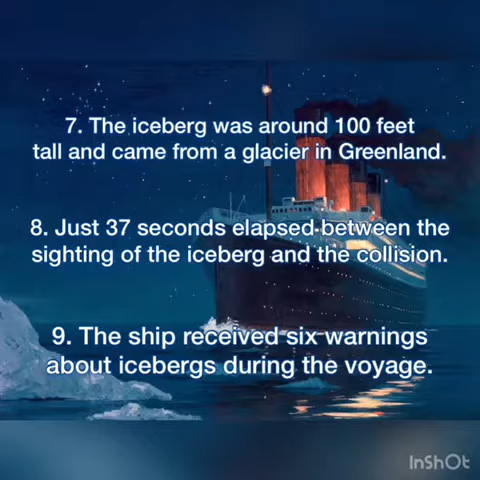 7. The iceberg was around 100 feet
tall and came from a glacier in Greenland.
8. Just 37 seconds elapsed between the
sighting of the iceberg and the collision.
9. The ship received six warnings
about icebergs during the voyage.
InShOt